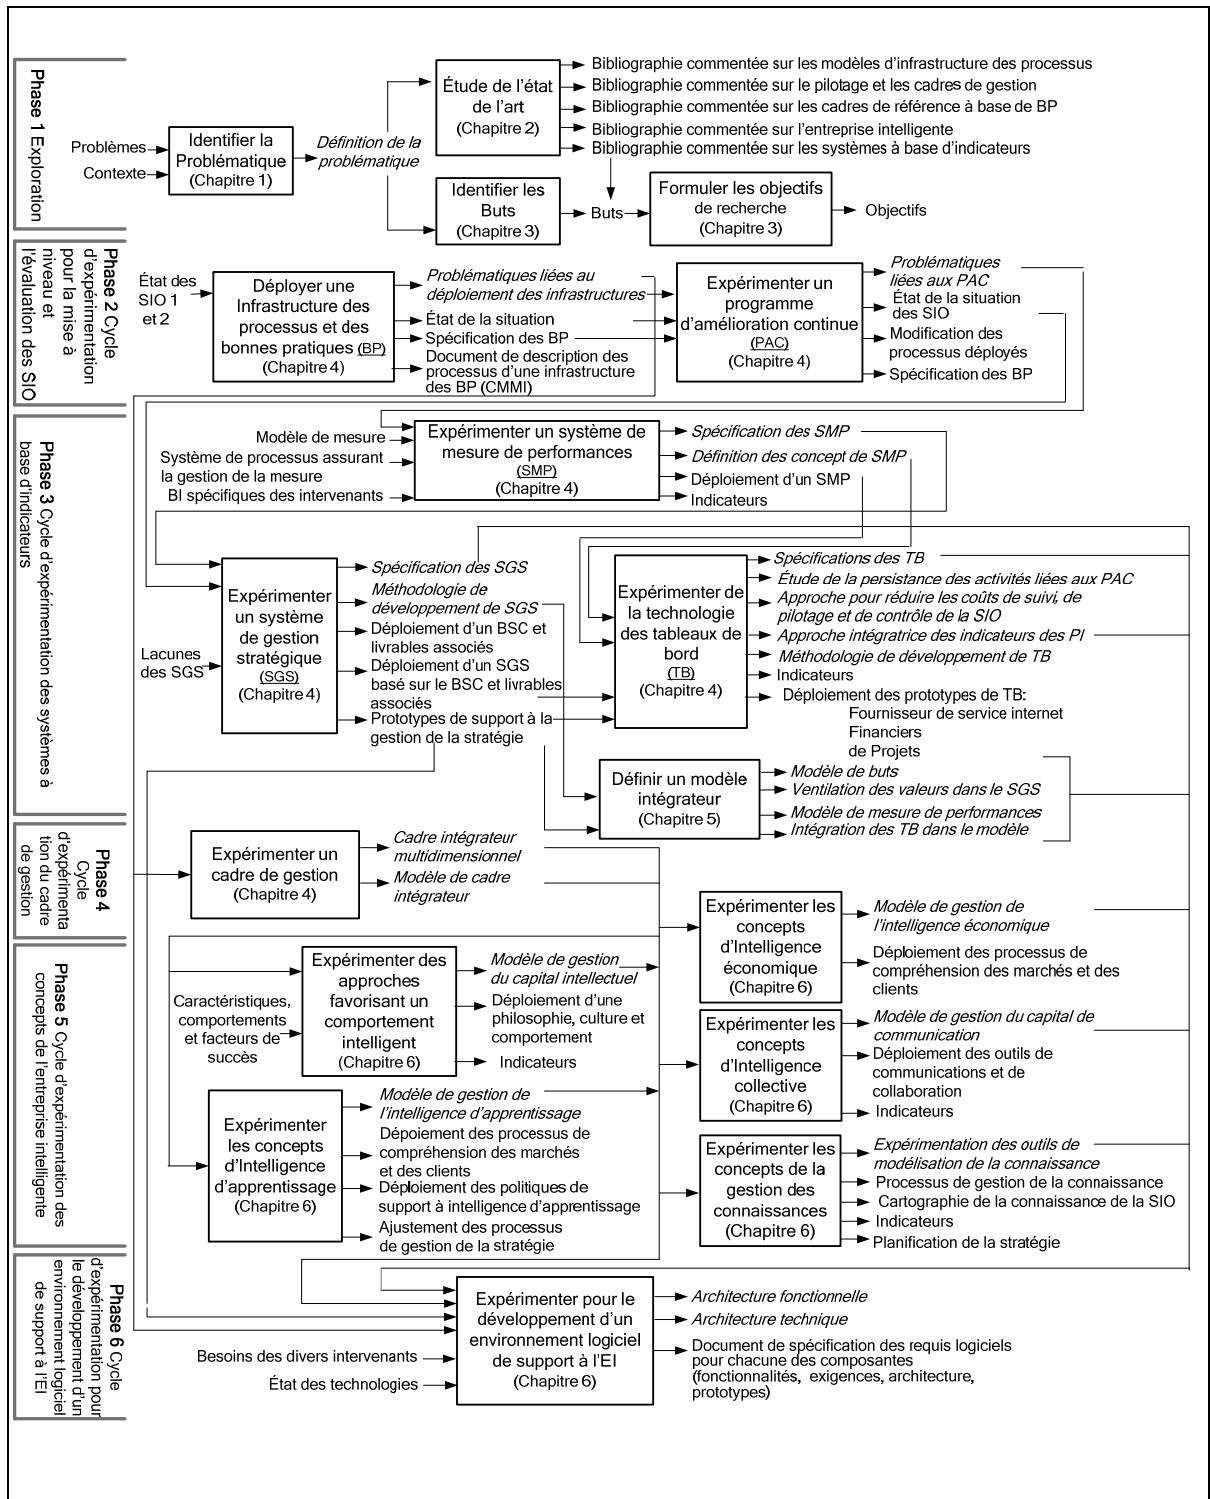 Phase 1 Exploration
Problèmes
Contexte
Identifier la
Problématique
(Chapitre 1)
Définition de la
problématique
Étude de l'état
de l'art
(Chapitre 2)
Bibliographie commentée sur les modèles d'infrastructure des processus
Bibliographie commentée sur le pilotage et les cadres de gestion
Bibliographie commentée sur les cadres de référence à base de BP
Bibliographie commentée sur l'entreprise intelligente
Bibliographie commentée sur les systèmes à base d'indicateurs
Identifier les
Buts
(Chapitre 3)
Buts
Formuler les objectifs
de recherche
(Chapitre 3)
Objectifs
Phase 2 Cycle
d'expérimentation
pour la mise à
niveau et
l'évaluation des SIO
État des
SIO 1
et 2
Déployer une
Infrastructure des
processus et des
bonnes pratiques (BP)
(Chapitre 4)
Problématiques liées au
déploiement des infrastructures
État de la situation
Spécification des BP
Document de description des
processus d'une infrastructure
des BP (CMMI)
Expérimenter un
programme
d'amélioration continue
(PAC)
(Chapitre 4)
Problématiques
liées aux PAC
État de la situation
des SIO
Modification des
processus déployés
Spécification des BP
Phase 3 Cycle d'expérimentation des systèmes à
base d'indicateurs
Modèle de mesure
Système de processus assurant
la gestion de la mesure
BI spécifiques des intervenants
Expérimenter un système de
mesure de performances
(SMP)
(Chapitre 4)
Spécification des SMP
Définition des concept de SMP
Déploiement d'un SMP
Indicateurs
Lacunes
des SGS
Expérimenter
un système
de gestion
stratégique
(SGS)
(Chapitre 4)
Spécification des SGS
Méthodologie de
développement de SGS
Déploiement d'un BSC et
livrables associés
Déploiement d'un SGS
basé sur le BSC et livrables
associés
Prototypes de support à la
gestion de la stratégie
Expérimenter de
la technologie
des tableaux de
bord
(TB)
(Chapitre 4)
Spécifications des TB
Étude de la persistance des activités liées aux PAC
Approche pour réduire les coûts de suivi, de
pilotage et de contrôle de la SIO
Approche intégratrice des indicateurs des PI
Méthodologie de développement de TB
Indicateurs
Déploiement des prototypes de TB:
Fournisseur de service internet
Financiers
de Projets
Définir un modèle
intégrateur
(Chapitre 5)
Modèle de buts
Ventilation des valeurs dans le SGS
Modèle de mesure de performances
Intégration des TB dans le modèle
Phase 4
Cycle
d'expérimenta
tion du cadre
de gestion
Expérimenter un
cadre de gestion
(Chapitre 4)
Cadre intégrateur
multidimensionnel
Modèle de cadre
intégrateur
Phase 5 Cycle d'expérimentation des
concepts de l'entreprise intelligente
Caractéristiques,
comportements
et facteurs de
succès
Expérimenter des
approches
favorisant un
comportement
intelligent
(Chapitre 6)
Modèle de gestion
du capital intellectuel
Déploiement d'une
philosophie, culture et
comportement
Indicateurs
Expérimenter
les concepts
d'Intelligence
d'apprentissage
(Chapitre 6)
Modèle de gestion de
l'intelligence d'apprentissage
Dépoiement des processus de
compréhension des marchés
et des clients
Déploiement des politiques de
support à intelligence d'apprentissage
Ajustement des processus
de gestion de la stratégie
Expérimenter les
concepts
d'Intelligence
économique
(Chapitre 6)
Modèle de gestion de
l'intelligence économique
Déploiement des processus de
compréhension des marchés et des
clients
Expérimenter les
concepts
d'Intelligence
collective
(Chapitre 6)
Modèle de gestion du capital de
communication
Déploiement des outils de
communications et de
collaboration
Indicateurs
Expérimenter les
concepts de la
gestion des
connaissances
(Chapitre 6)
Expérimentation des outils de
modélisation de la connaissance
Processus de gestion de la connaissance
Cartographie de la connaissance de la SIO
Indicateurs
Planification de la stratégie
Phase 6 Cycle
d'expérimentation pour
le développement d'un
environnement logiciel
de support à l'EI
Besoins des divers intervenants
État des technologies
Expérimenter pour le
développement d'un
environnement logiciel
de support à l'EI
(Chapitre 6)
Architecture fonctionnelle
Architecture technique
Document de spécification des requis logiciels
pour chacune des composantes
(fonctionnalités, exigences, architecture,
prototypes)